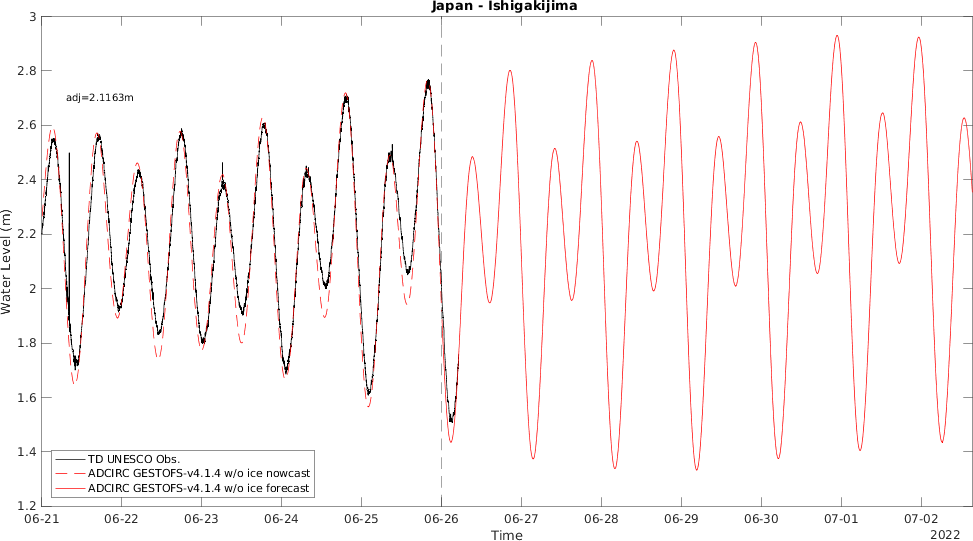 Japan - Ishigakijima
3
2.8
2.6
2.4
2.2
2
1.8
1.6
1.4
1.2
Water Level (m)
adj=2.1163m
TD UNESCO Obs.
ADCIRC GESTOFS-v4.1.4 w/o ice nowcast
ADCIRC GESTOFS-v4.1.4 w/o ice forecast
06-21 06-22 06-23 06-24 06-25 06-26 06-27 06-28 06-29 06-30 07-01 07-02
2022
Time